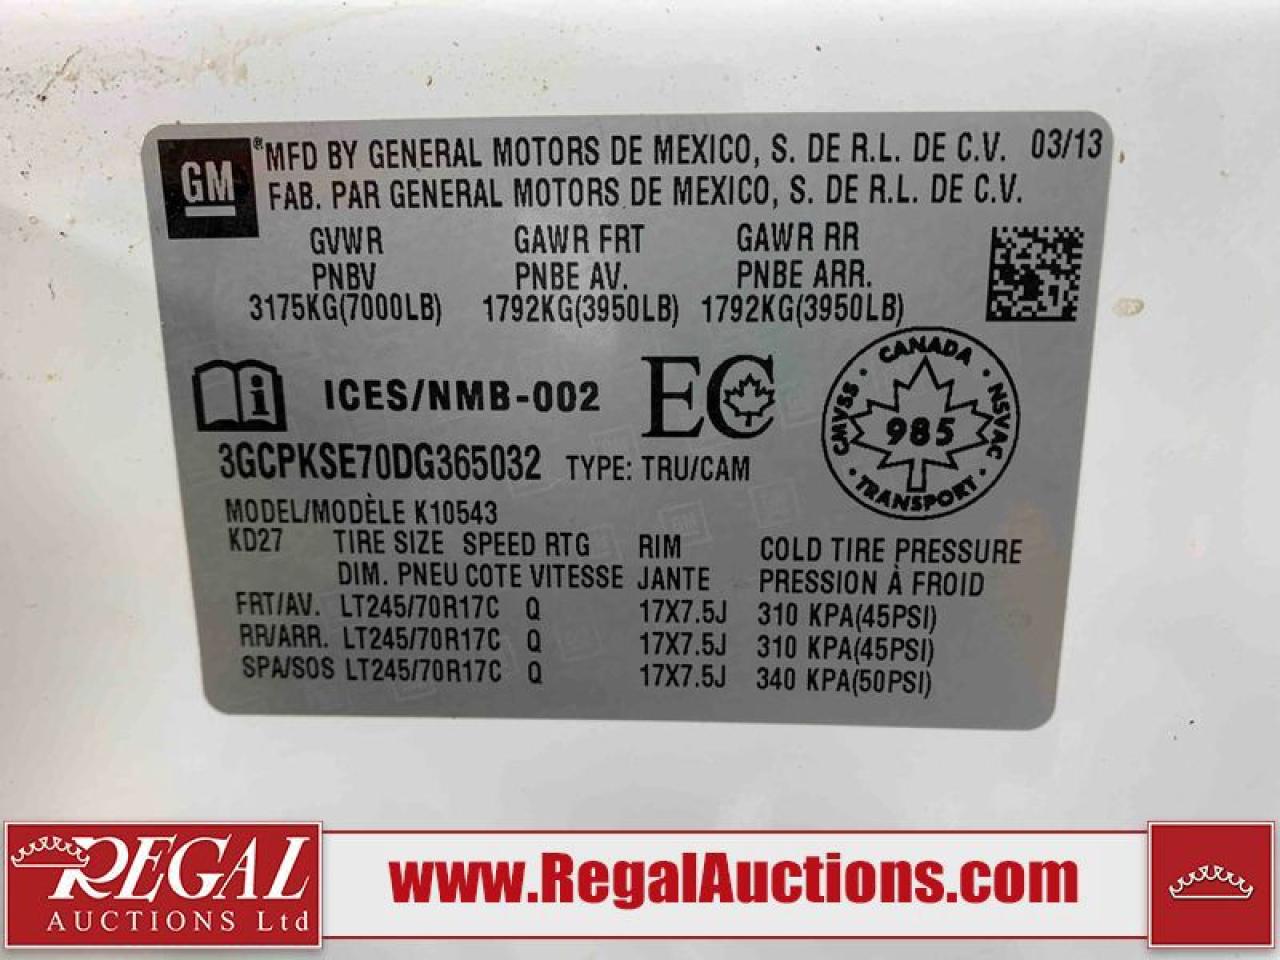 GM ® MFD BY GENERAL MOTORS DE MEXICO, S. DE R.L. DE C.V. 03/13
FAB. PAR GENERAL MOTORS DE MEXICO, S. DE R.L. DE C.V.
GVWR GAWR FRT GAWR RR
PNBV PNBE AV. PNBE ARR.
3175KG(7000LB) 1792KG(3950LB) 1792KG(3950LB)
i ICES/NMB-002 EC
CANADA
CMVSS 985 NSVAC
TRANSPORT
3GCPKSE70DG365032 TYPE: TRU/CAM
MODEL/MODÈLE K10543
KD27 TIRE SIZE SPEED RTG RIM COLD TIRE PRESSURE
DIM. PNEU COTE VITESSE JANTE PRESSION À FROID
FRT/AV. LT245/70R17C Q 17X7.5J 310 KPA(45PSI)
RR/ARR. LT245/70R17C Q 17X7.5J 310 KPA(45PSI)
SPA/SOS LT245/70R17C Q 17X7.5J 340 KPA(50PSI)
REGAL
AUCTIONS Ltd
www.RegalAuctions.com